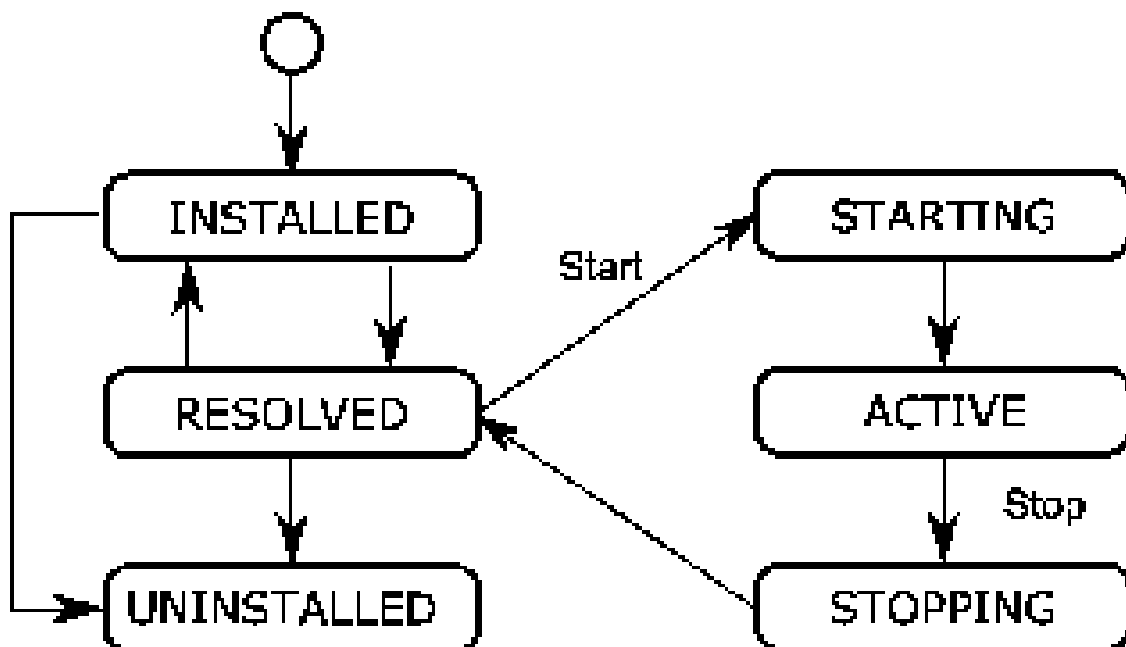 INSTALLED
STARTING
Start
RESOLVED
ACTIVE
Stop
UNINSTALLED
STOPPING